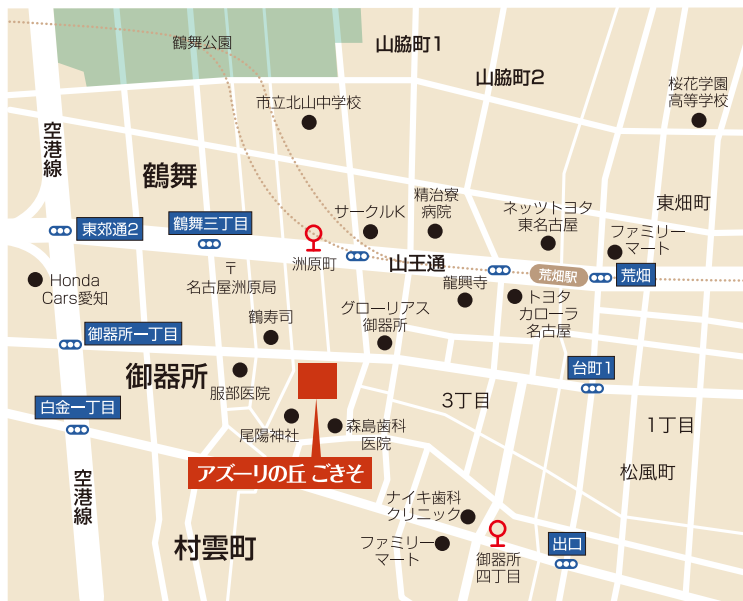 鶴舞公園
山脇町1
山脇町2
桜花学園
高等学校
市立北山中学校
空港線
鶴舞
精治寮
病院
サークルK
ネッツトヨタ
東名古屋
東畑町
東郊通2
鶴舞三丁目
ファミリー
マート
洲原町
山王通
荒畑駅
荒畑
〒
名古屋洲原局
Honda
Cars愛知
龍興寺
トヨタ
カローラ
名古屋
グローリアス
御器所
鶴寿司
御器所一丁目
御器所
服部医院
台町1
白金一丁目
3丁目
1丁目
尾陽神社
森島歯科
医院
アズーリの丘 ごきそ
松風町
空港線
ナイキ歯科
クリニック
村雲町
ファミリー
マート
御器所
四丁目
出口